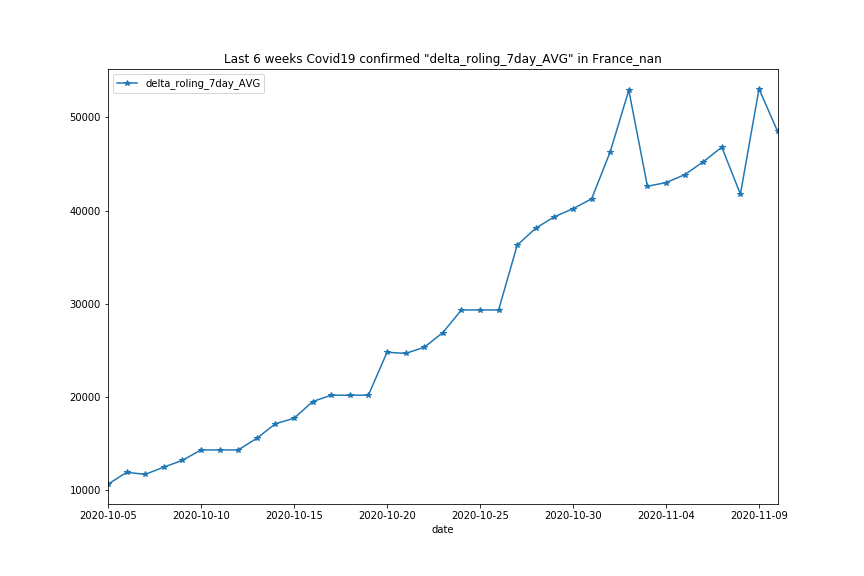 Last 6 weeks Covid19 confirmed "delta_roling_7day_AVG" in France_nan
delta_roling_7day_AVG
50000
40000
30000
20000
10000
2020-10-05 2020-10-10 2020-10-15 2020-10-20 2020-10-25 2020-10-30 2020-11-04 2020-11-09
date